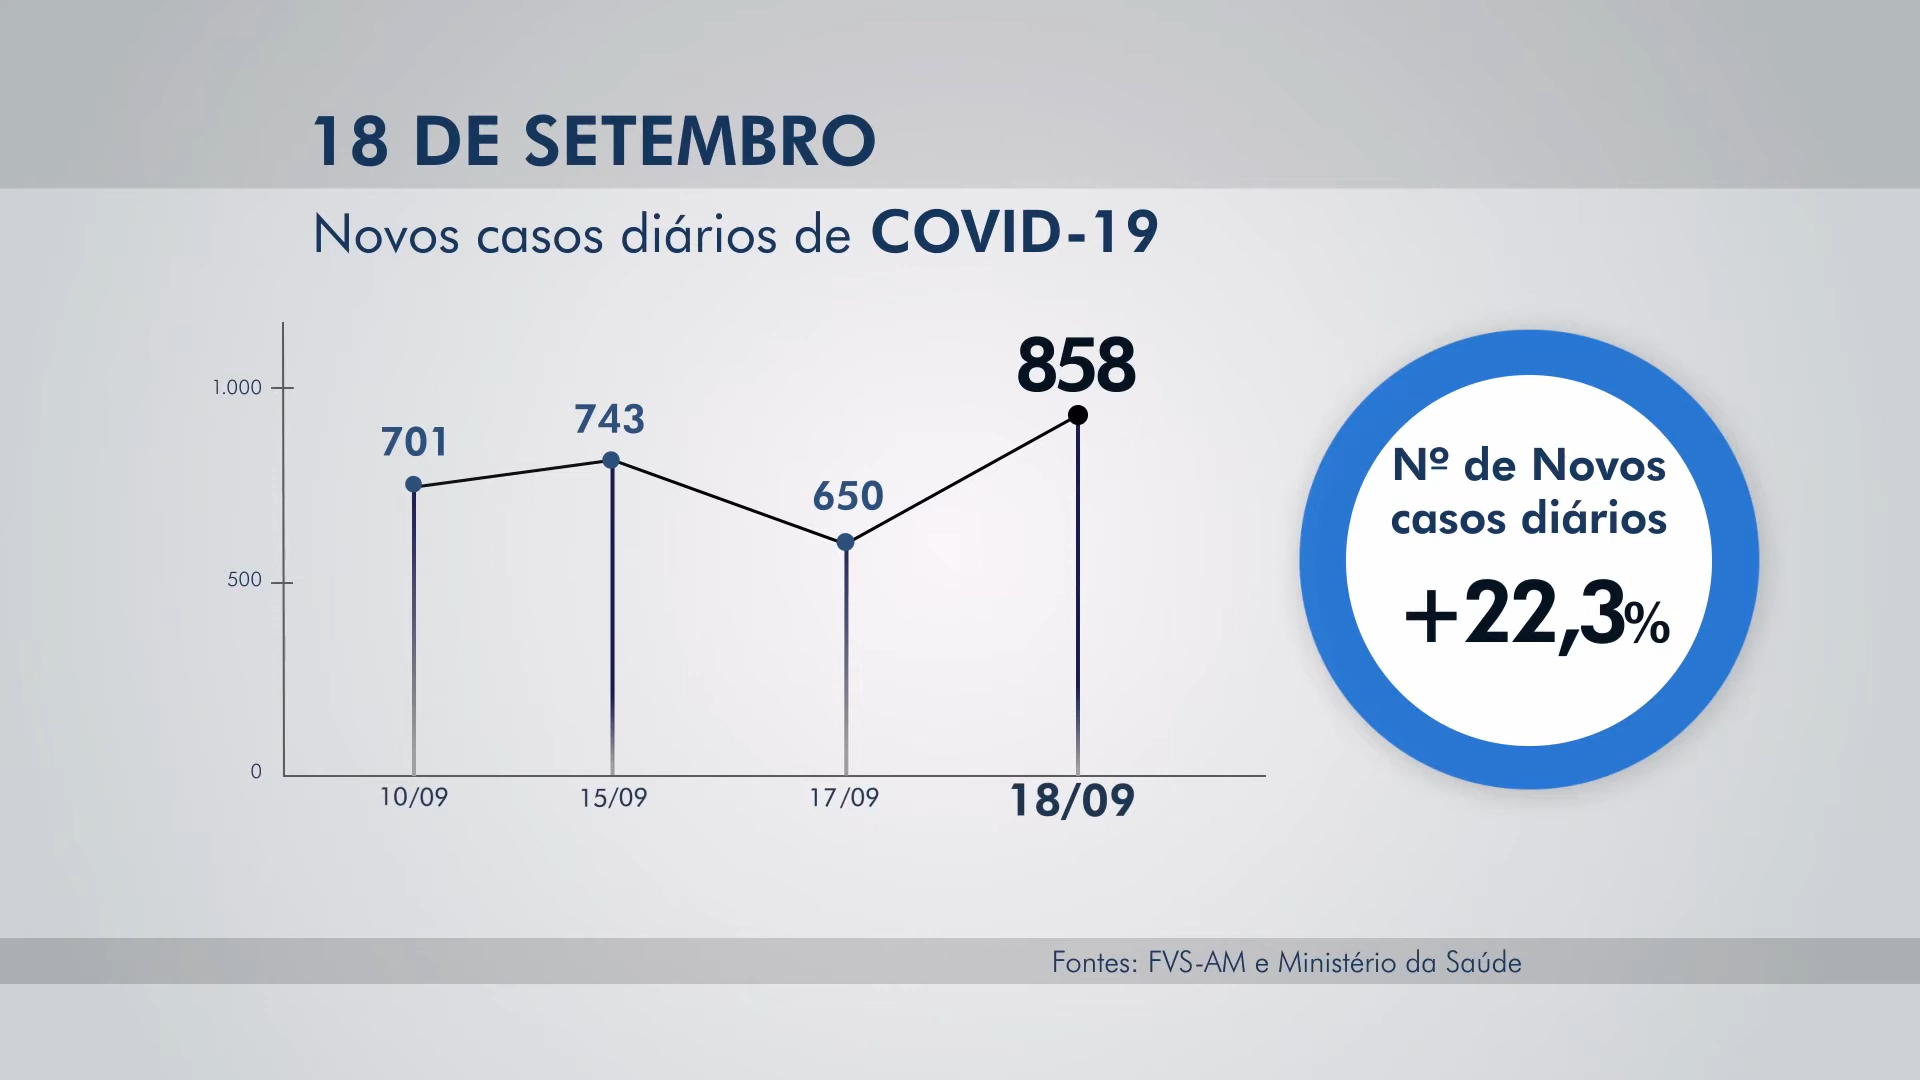 18 DE SETEMBRO
Novos casos diários de COVID-19
1.000
500
0
701
743
650
858
10/09
15/09
17/09
18/09
Nº de Novos
casos diários
+22,3%
Fontes: FVS-AM e Ministério da Saúde